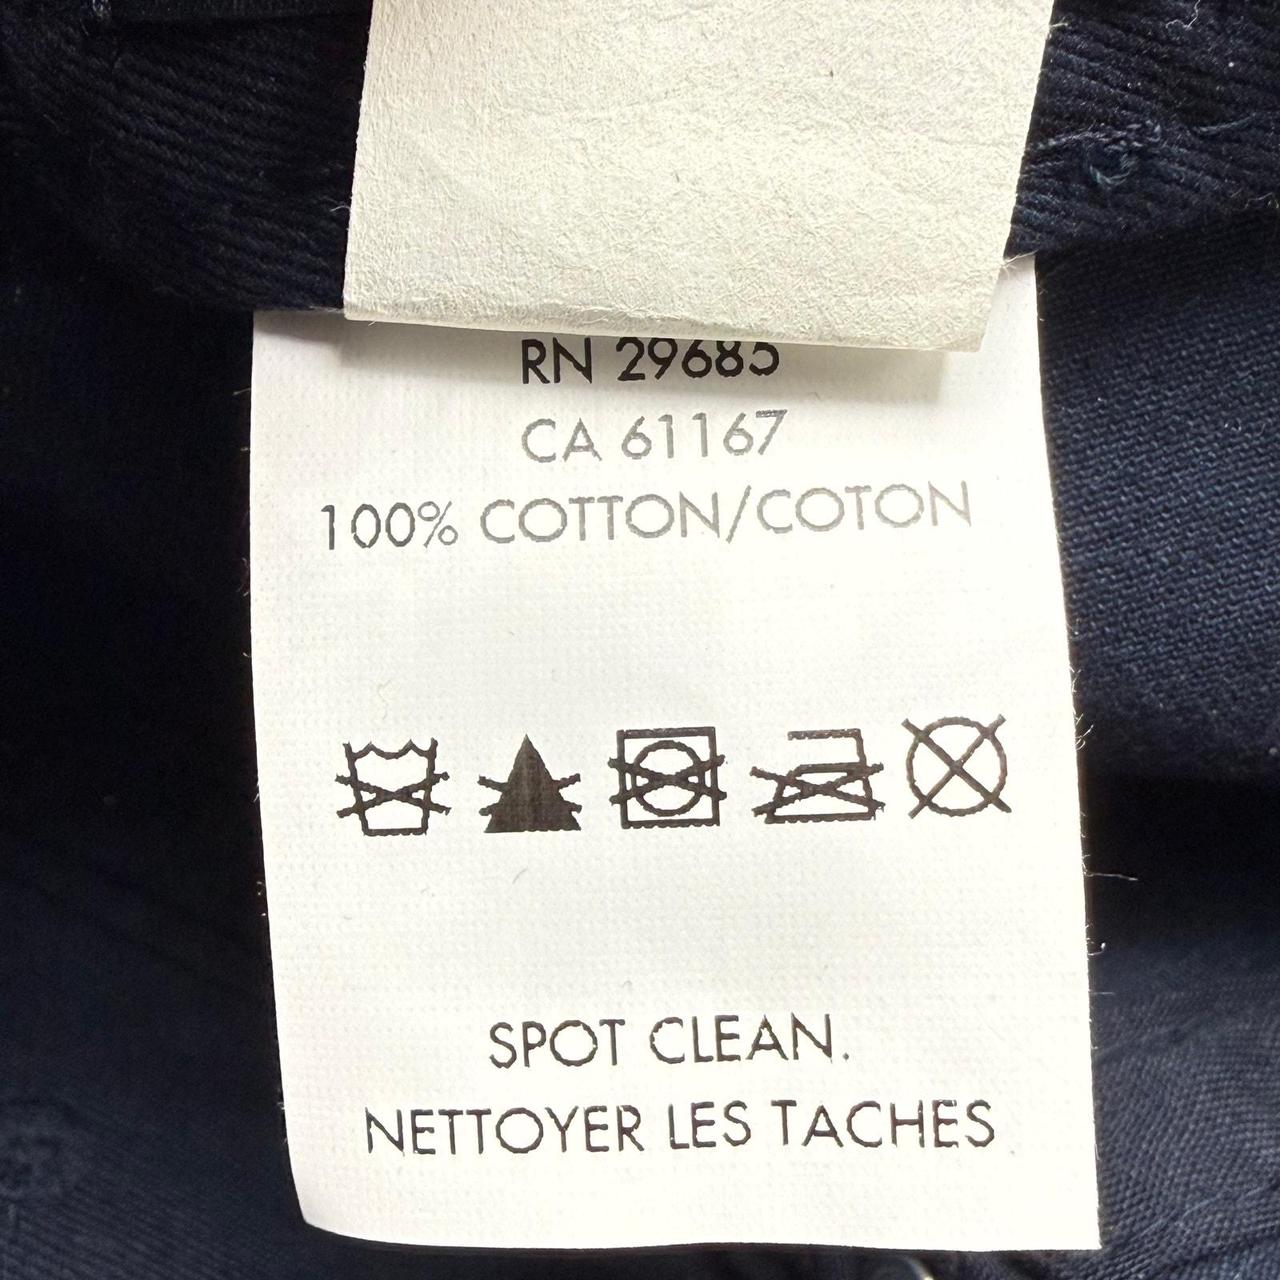 RN 29685
CA 61167
100% COTTON/COTON
SPOT CLEAN.
NETTOYER LES TACHES